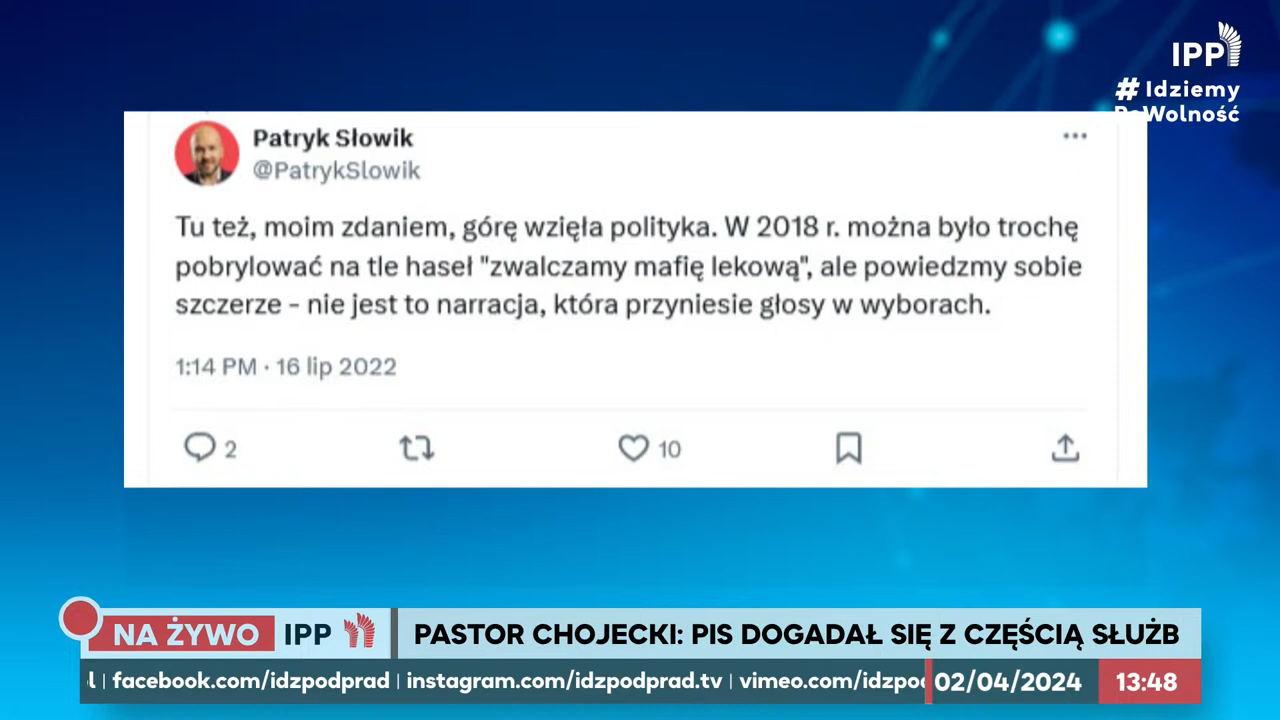 IPP
# Idziemy
PoWolność
Patryk Słowik
@PatrykSlowik
Tu też, moim zdaniem, górę wzięła polityka. W 2018 r. można było trochę
pobrylować na tle haseł "zwalczamy mafię lekową", ale powiedzmy sobie
szczerze – nie jest to narracja, która przyniesie głosy w wyborach.
1:14 PM · 16 lip 2022
2
10
NA ŻYWO IPP
PASTOR CHOJECKI: PIS DOGADAŁ SIĘ Z CZĘŚCIĄ SŁUŻB
l | facebook.com/idzpodprad | instagram.com/idzpodprad.tv | vimeo.com/idzpod
02/04/2024
13:48